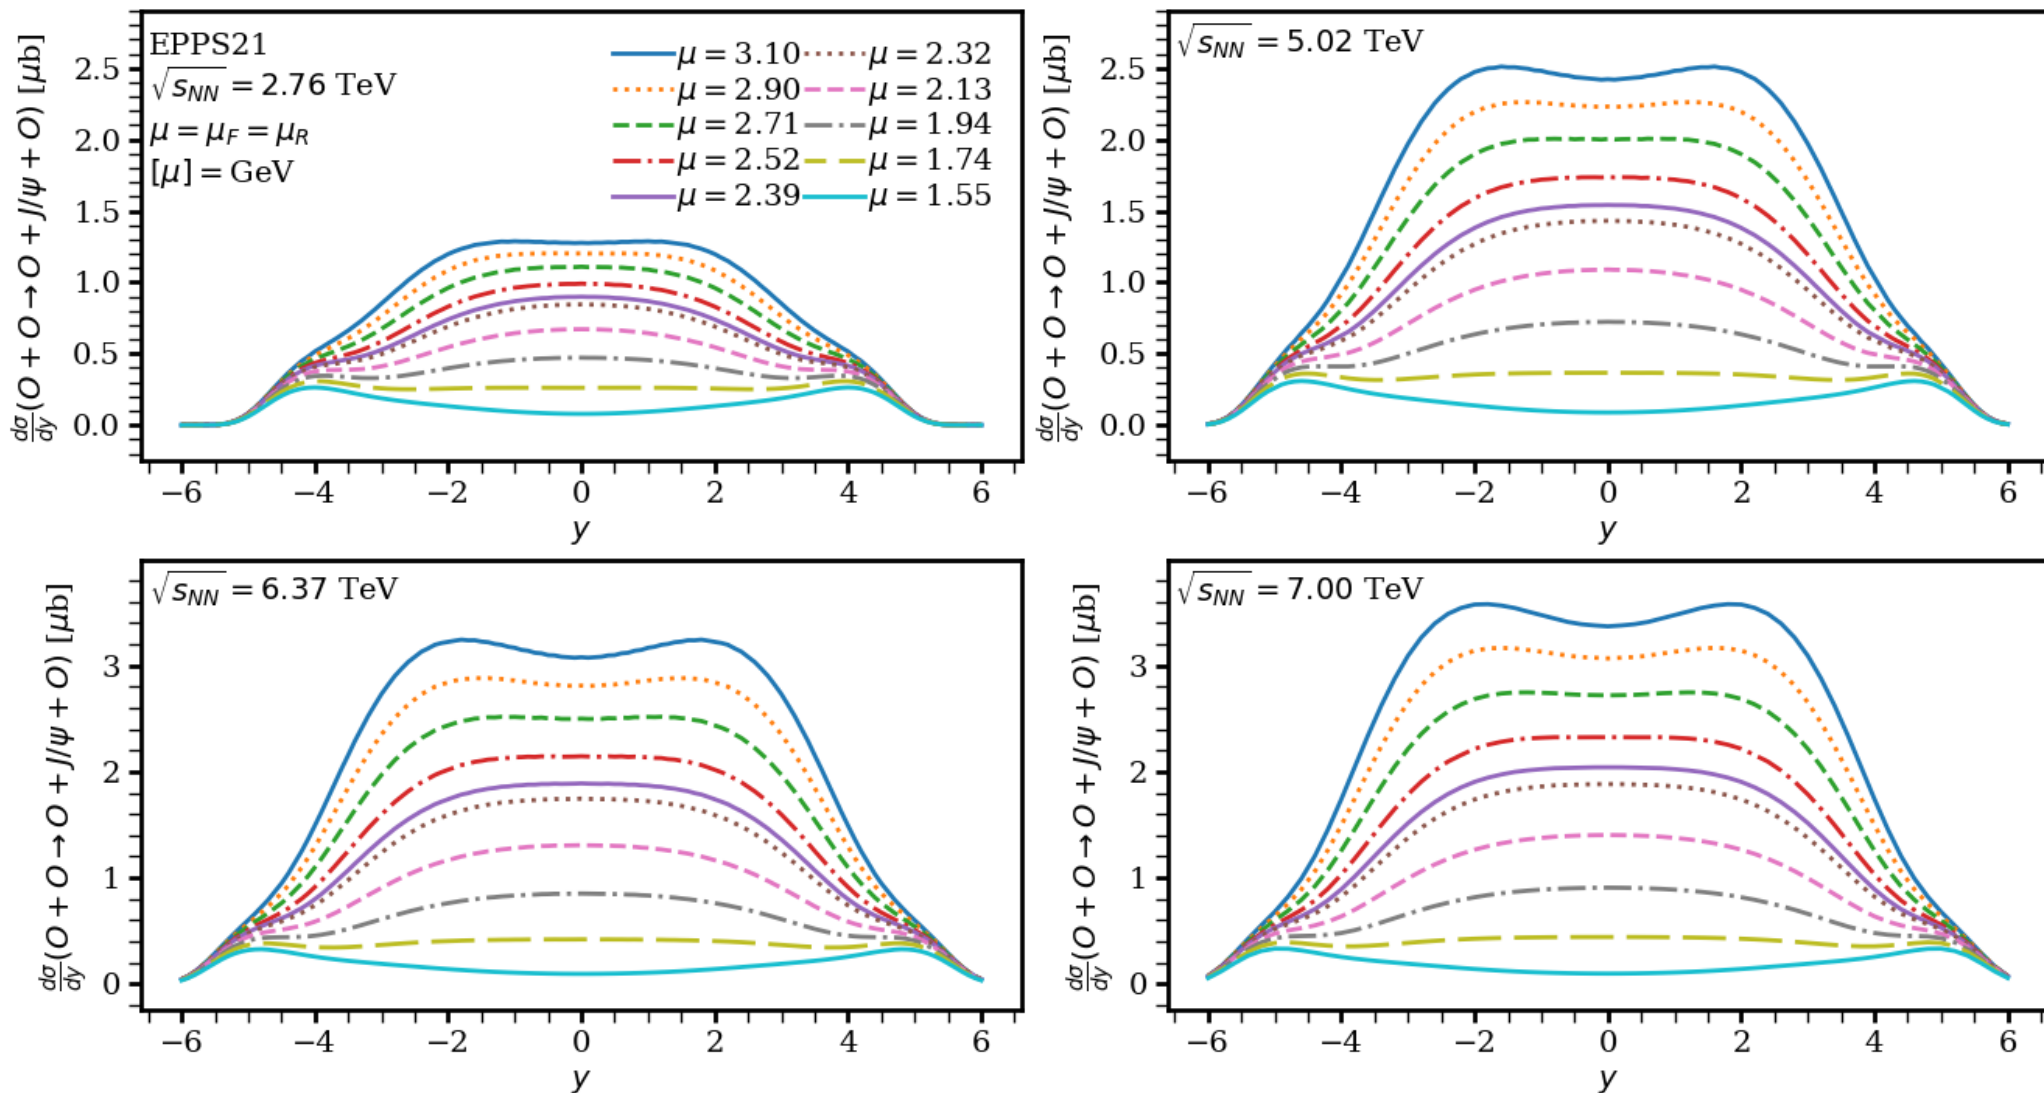 EPPS21
√s_NN = 2.76 TeV
μ = μ_F = μ_R
[μ] = GeV
μ = 3.10
μ = 2.90
μ = 2.71
μ = 2.52
μ = 2.39
μ = 2.32
μ = 2.13
μ = 1.94
μ = 1.74
μ = 1.55
dσ/dy (O + O → O + J/ψ + O) [μb]
2.5
2.0
1.5
1.0
0.5
0.0
−6 −4 −2 0 2 4 6
y
√s_NN = 5.02 TeV
dσ/dy (O + O → O + J/ψ + O) [μb]
2.5
2.0
1.5
1.0
0.5
0.0
−6 −4 −2 0 2 4 6
y
√s_NN = 6.37 TeV
dσ/dy (O + O → O + J/ψ + O) [μb]
3
2
1
0
−6 −4 −2 0 2 4 6
y
√s_NN = 7.00 TeV
dσ/dy (O + O → O + J/ψ + O) [μb]
3
2
1
0
−6 −4 −2 0 2 4 6
y